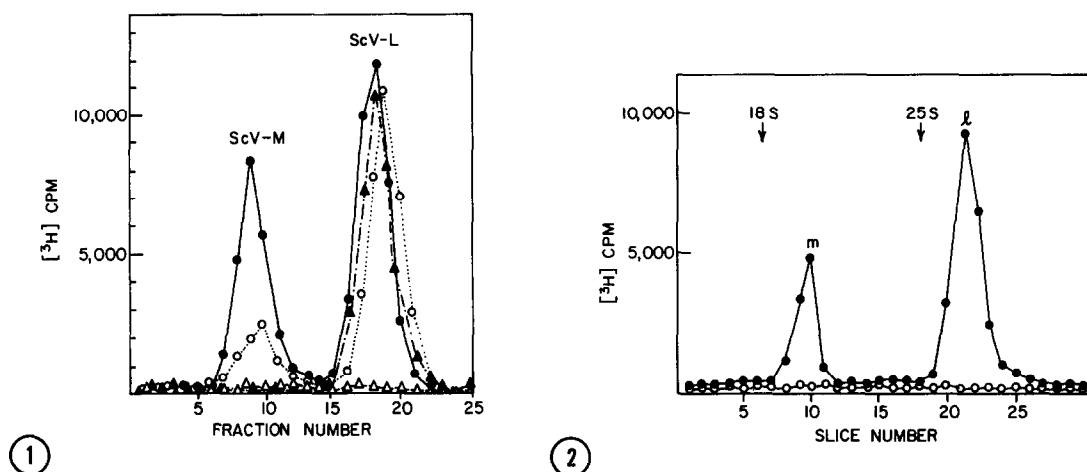 ScV-L
ScV-M
10,000
5,000
[³H] CPM
5 10 15 20 25
FRACTION NUMBER
1
10,000
5,000
[³H] CPM
18 S
25 S
m
ℓ
5 10 15 20 25
SLICE NUMBER
2